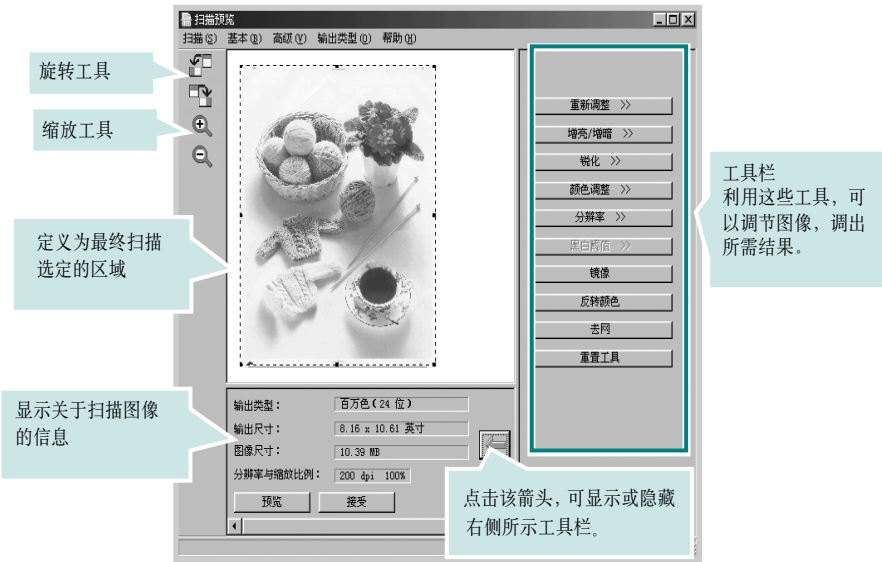 扫描预览
扫描(S) 基本(B) 高级(V) 输出类型(O) 帮助(H)
旋转工具
缩放工具
定义为最终扫描
选定的区域
显示关于扫描图像
的信息
重新调整 >>
增亮/增暗 >>
锐化 >>
颜色调整 >>
分辨率 >>
黑白阈值 >>
镜像
反转颜色
去网
重置工具
工具栏
利用这些工具，可
以调节图像，调出
所需结果。
输出类型： 百万色(24 位)
输出尺寸： 8.16 x 10.61 英寸
图像尺寸： 10.39 MB
分辨率与缩放比例： 200 dpi 100%
预览 接受
点击该箭头，可显示或隐藏
右侧所示工具栏。